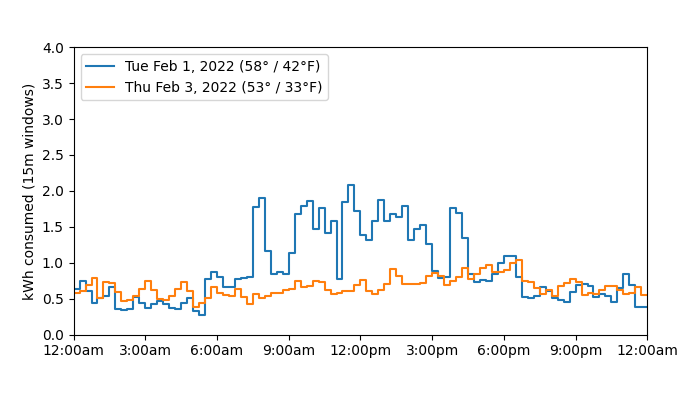 4.0
3.5
3.0
2.5
2.0
1.5
1.0
0.5
0.0
kWh consumed (15m windows)
Tue Feb 1, 2022 (58° / 42°F)
Thu Feb 3, 2022 (53° / 33°F)
12:00am 3:00am 6:00am 9:00am 12:00pm 3:00pm 6:00pm 9:00pm 12:00am